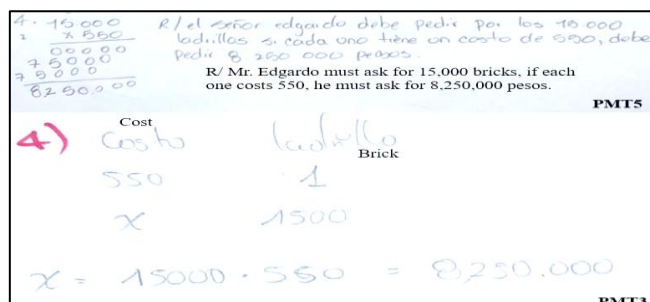 4. 15000 R/ el señor edgardo debe pedir por los 15000
x 550 ladrillos si cada uno tiene un costo de 550, debe
00000 pedir 8 250 000 pesos.
75000
75000
8250.000
R/ Mr. Edgardo must ask for 15,000 bricks, if each
one costs 550, he must ask for 8,250,000 pesos.
PMT5
Cost
4) Costo ladrillo
Brick
550 1
x 1500
x = 15000 · 550 = 8,250.000
PMT3